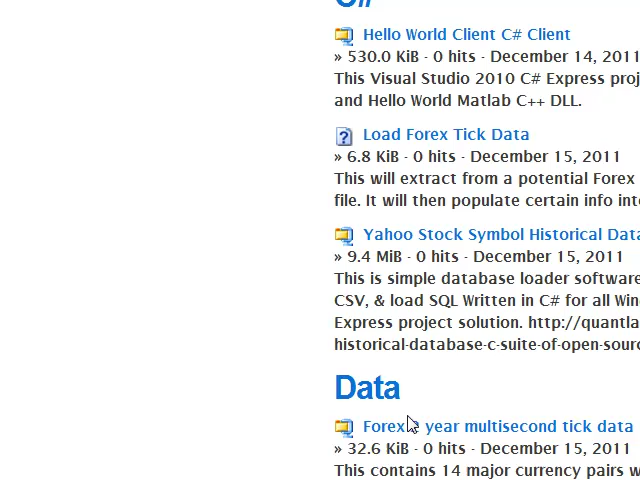 C#
Hello World Client C# Client
» 530.0 KiB - 0 hits - December 14, 2011
This Visual Studio 2010 C# Express proj
and Hello World Matlab C++ DLL.
Load Forex Tick Data
» 6.8 KiB - 0 hits - December 15, 2011
This will extract from a potential Forex
file. It will then populate certain info int
Yahoo Stock Symbol Historical Data
» 9.4 MiB - 0 hits - December 15, 2011
This is simple database loader software
CSV, & load SQL Written in C# for all Win
Express project solution. http://quantla
historical-database-c-suite-of-open-sour
Data
Forex year multisecond tick data
» 32.6 KiB - 0 hits - December 15, 2011
This contains 14 major currency pairs w